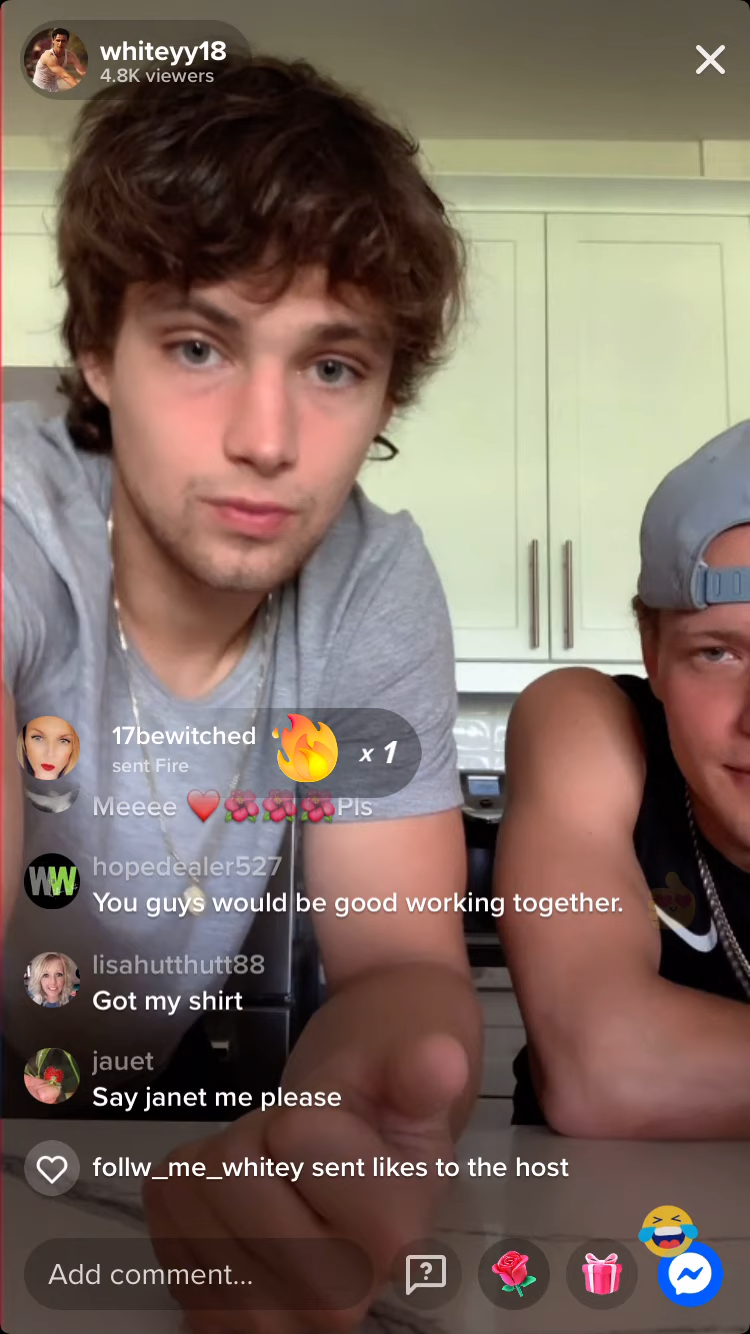 whiteyy18
4.8K viewers
17bewitched
sent Fire
x 1
Meeee ❤️🌺🌺🌺Pls
hopedealer527
You guys would be good working together.
lisahutthutt88
Got my shirt
jauet
Say janet me please
follw_me_whitey sent likes to the host
Add comment...